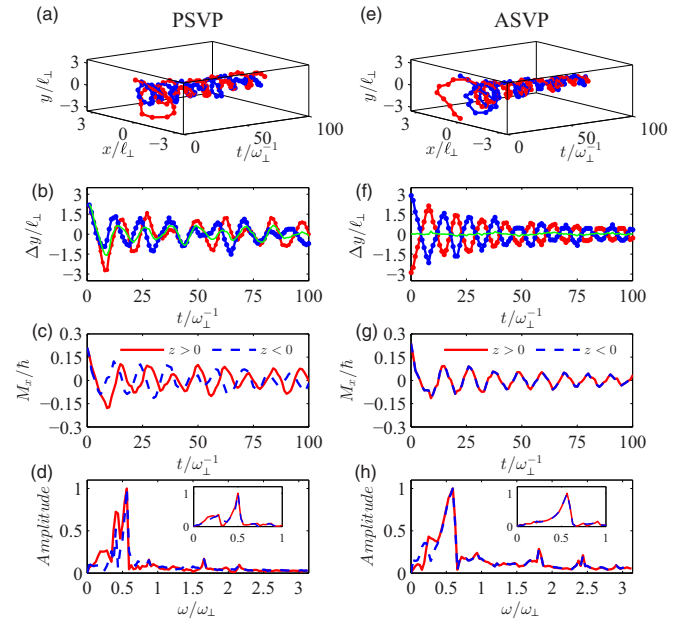 (a) PSVP
3
0
−3
y/ℓ⊥
3
0
−3
x/ℓ⊥
0
50
100
t/ω⊥⁻¹
(e) ASVP
3
0
−3
y/ℓ⊥
3
0
−3
x/ℓ⊥
0
50
100
t/ω⊥⁻¹
(b)
Δy/ℓ⊥
3
1.5
0
−1.5
−3
0 25 50 75 100
t/ω⊥⁻¹
(f)
Δy/ℓ⊥
3
1.5
0
−1.5
−3
0 25 50 75 100
t/ω⊥⁻¹
(c)
Mₓ/ℏ
0.3
0.15
0
−0.15
−0.3
z > 0 z < 0
0 25 50 75 100
t/ω⊥⁻¹
(g)
Mₓ/ℏ
0.3
0.15
0
−0.15
−0.3
z > 0 z < 0
0 25 50 75 100
t/ω⊥⁻¹
(d)
Amplitude
1
0.5
0
1
0
0 0.5 1
0 0.5 1 1.5 2 2.5 3
ω/ω⊥
(h)
Amplitude
1
0.5
0
1
0
0 0.5 1
0 0.5 1 1.5 2 2.5 3
ω/ω⊥